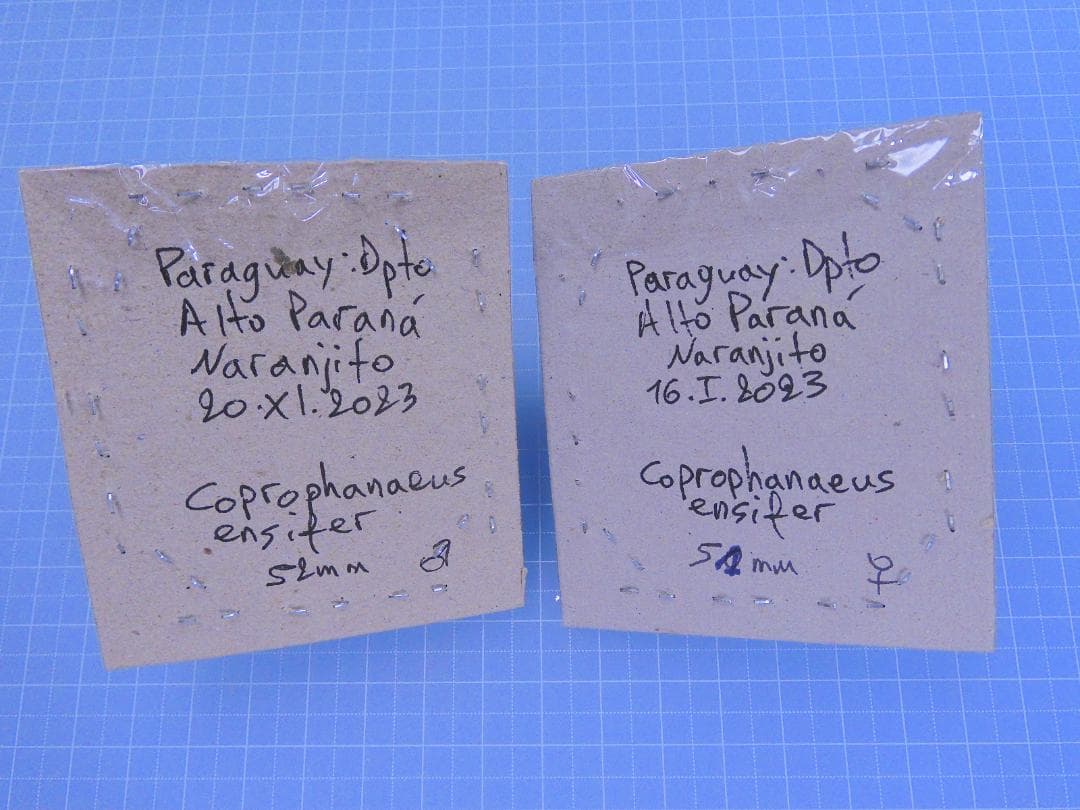 Paraguay: Dpto
Alto Paraná
Naranjito
20.XI.2023
Coprophanaeus
ensifer
52mm ♂
Paraguay: Dpto
Alto Paraná
Naranjito
16.I.2023
Coprophanaeus
ensifer
mm ♀